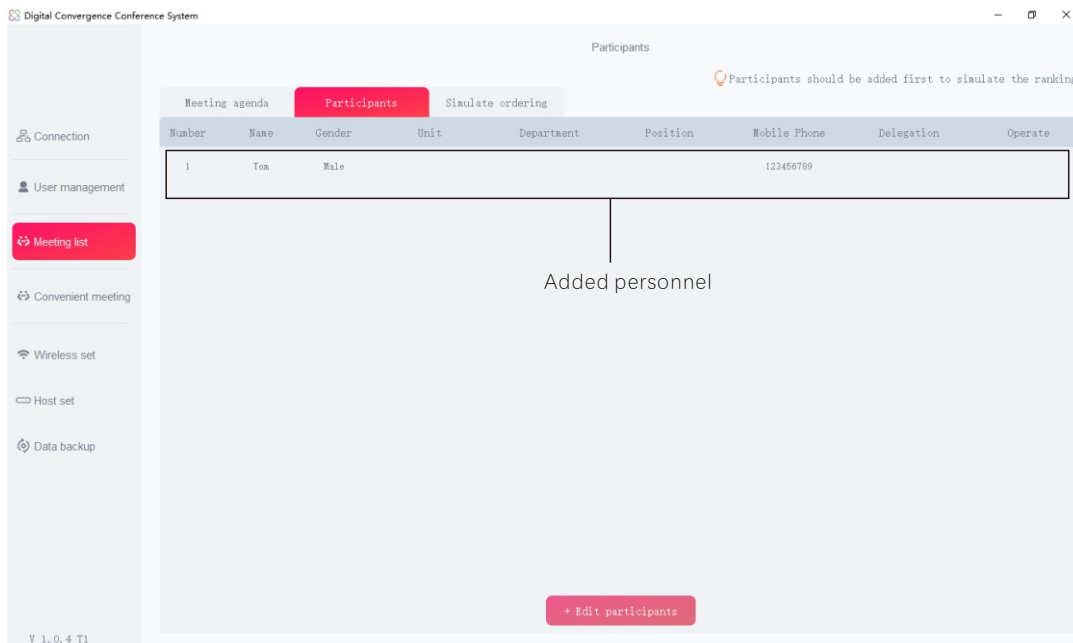 Digital Convergence Conference System
Participants
Participants should be added first to simulate the ranking
Meeting agenda Participants Simulate ordering
Number Name Gender Unit Department Position Mobile Phone Delegation Operate
1 Tom Male 123456789
Added personnel
Connection
User management
Meeting list
Convenient meeting
Wireless set
Host set
Data backup
+ Edit participants
V 1.0.4 T1